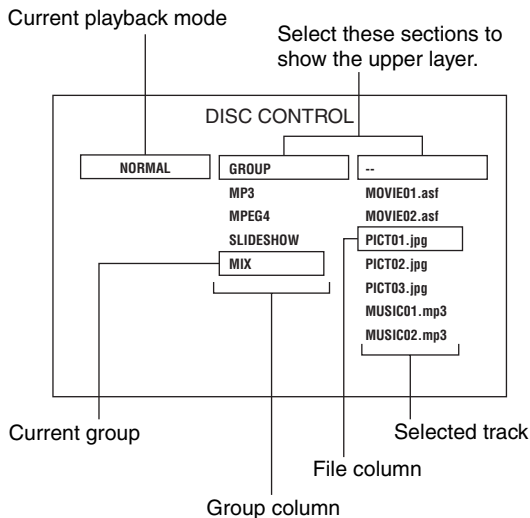 Current playback mode
Select these sections to
show the upper layer.
DISC CONTROL
NORMAL
GROUP
MP3
MPEG4
SLIDESHOW
MIX
--
MOVIE01.asf
MOVIE02.asf
PICT01.jpg
PICT02.jpg
PICT03.jpg
MUSIC01.mp3
MUSIC02.mp3
Current group
Selected track
File column
Group column